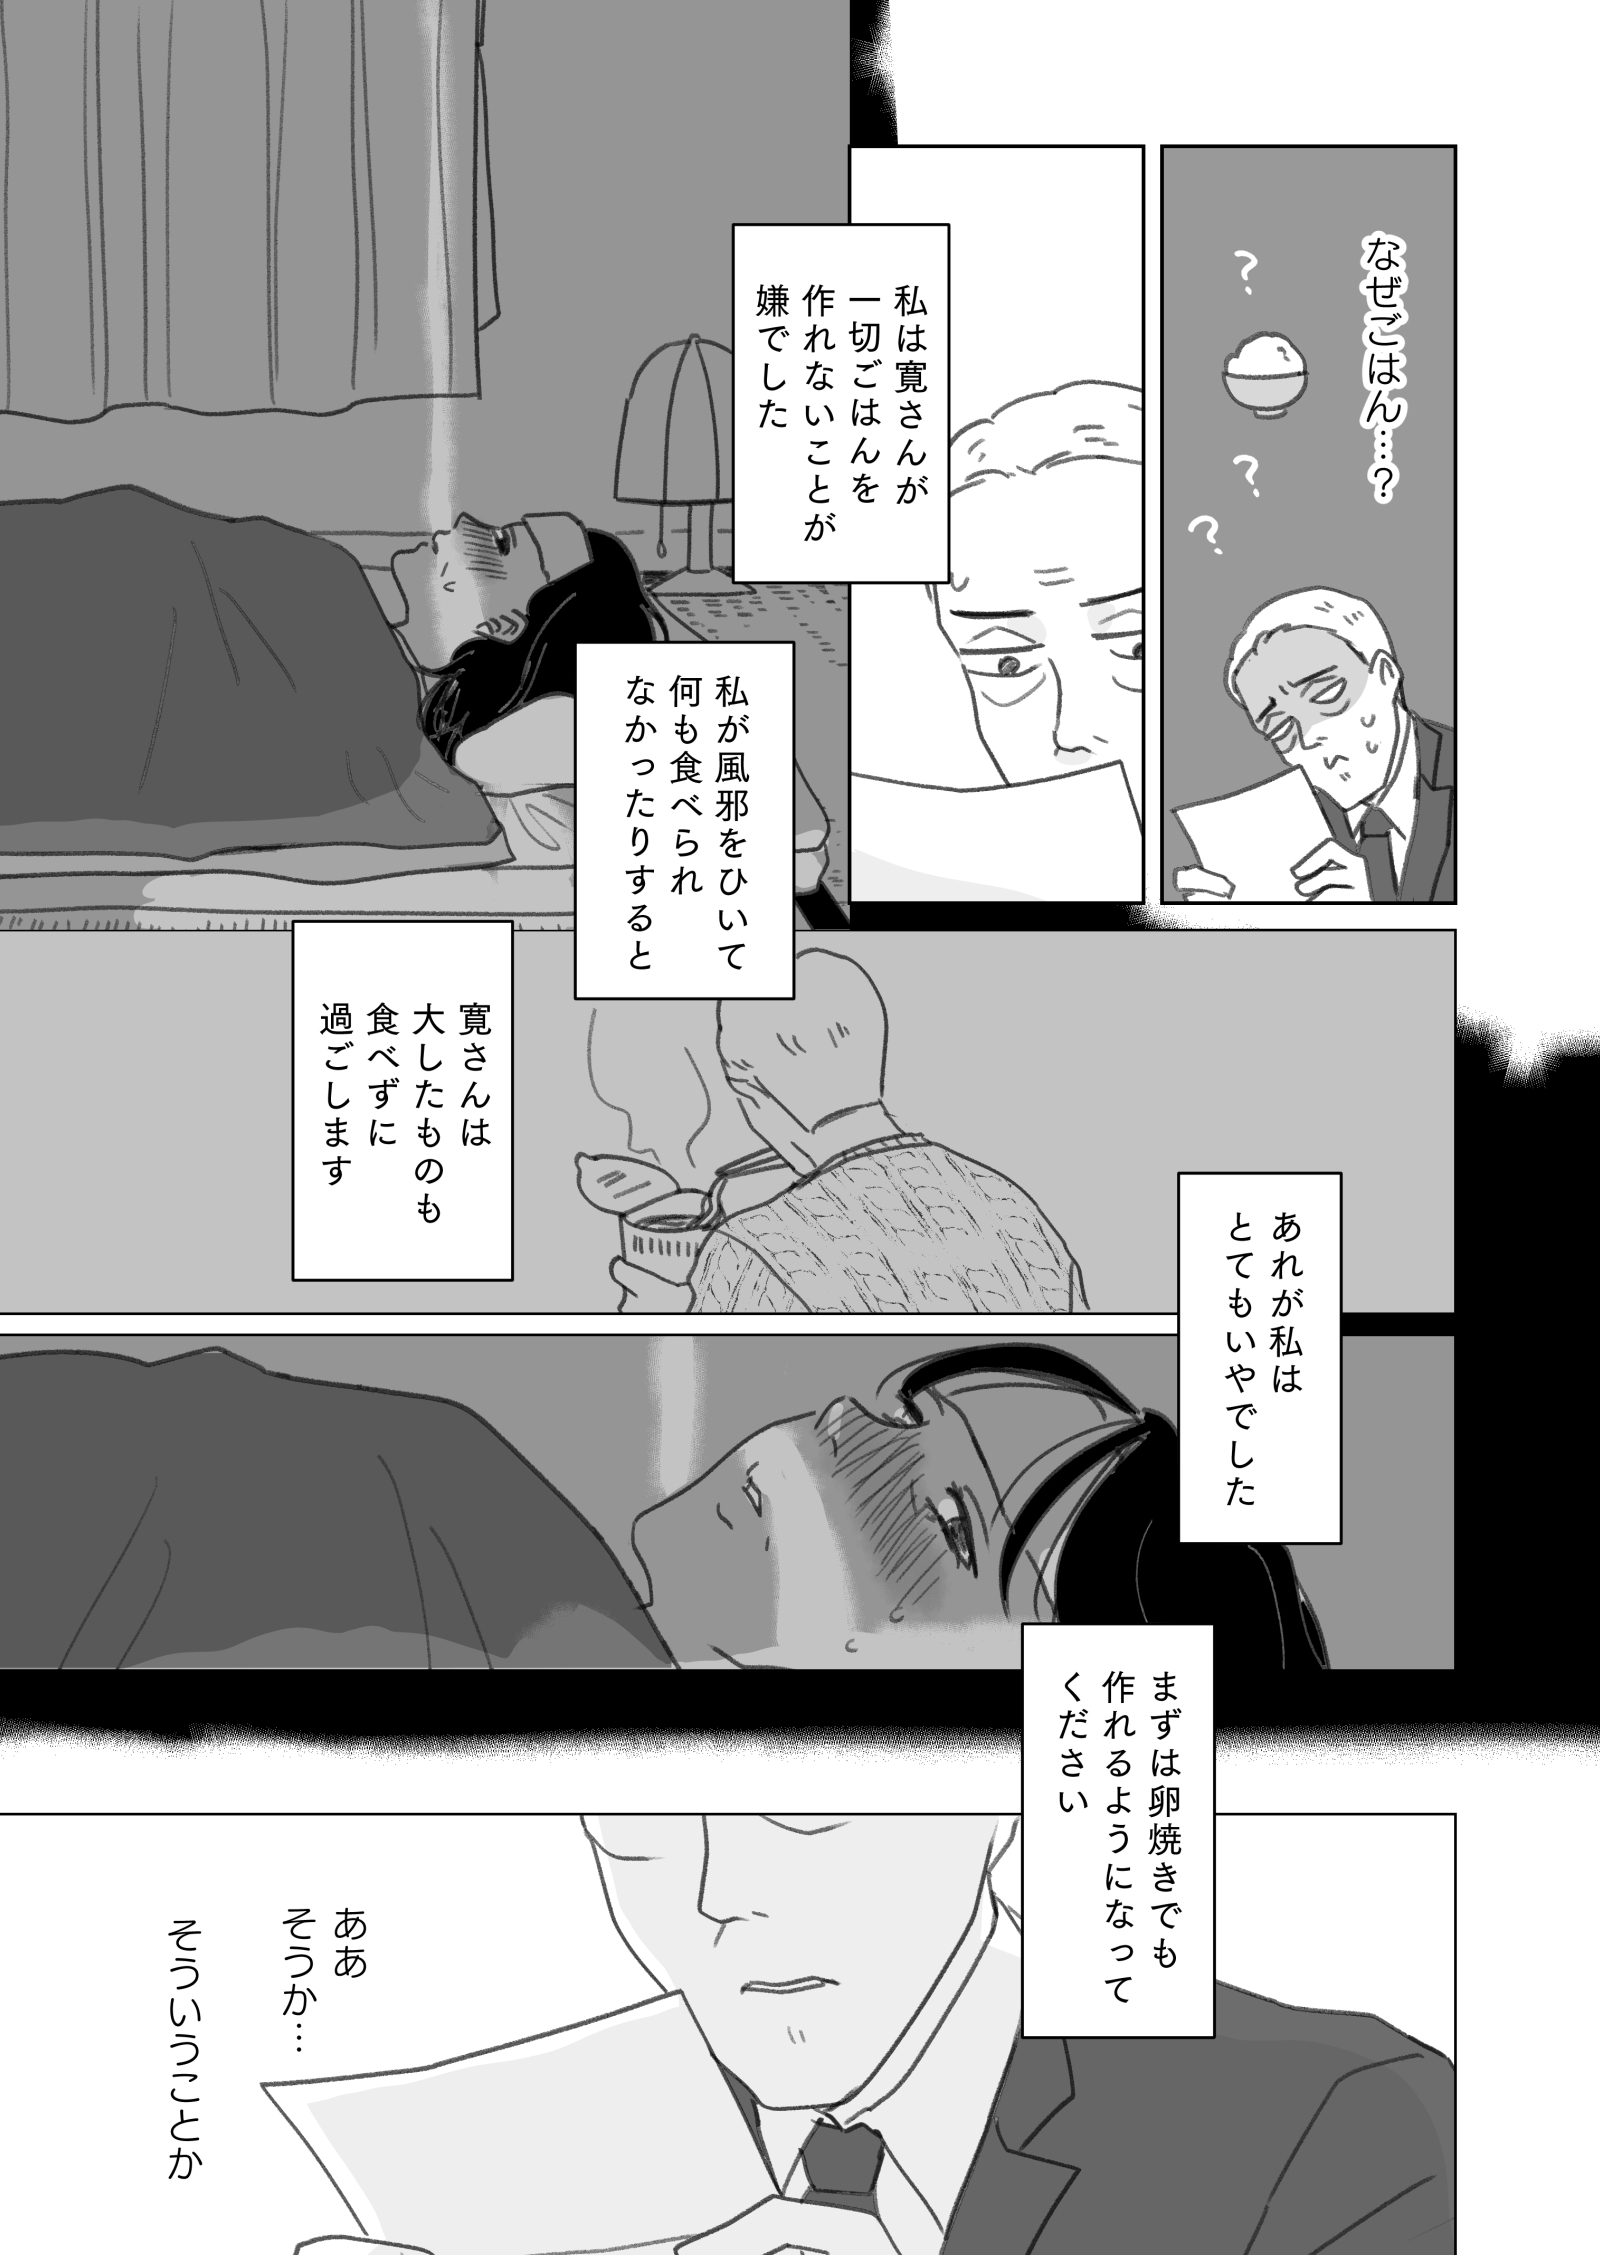 なぜごはん…?
?
?
?
私は寛さんが
一切ごはんを
作れないことが
嫌でした
私が風邪をひいて
何も食べられ
なかったりすると
寛さんは
大したものも
食べずに
過ごします
あれが私は
とてもいやでした
まずは卵焼きでも
作れるようになって
ください
ああ
そうか…
そういうことか